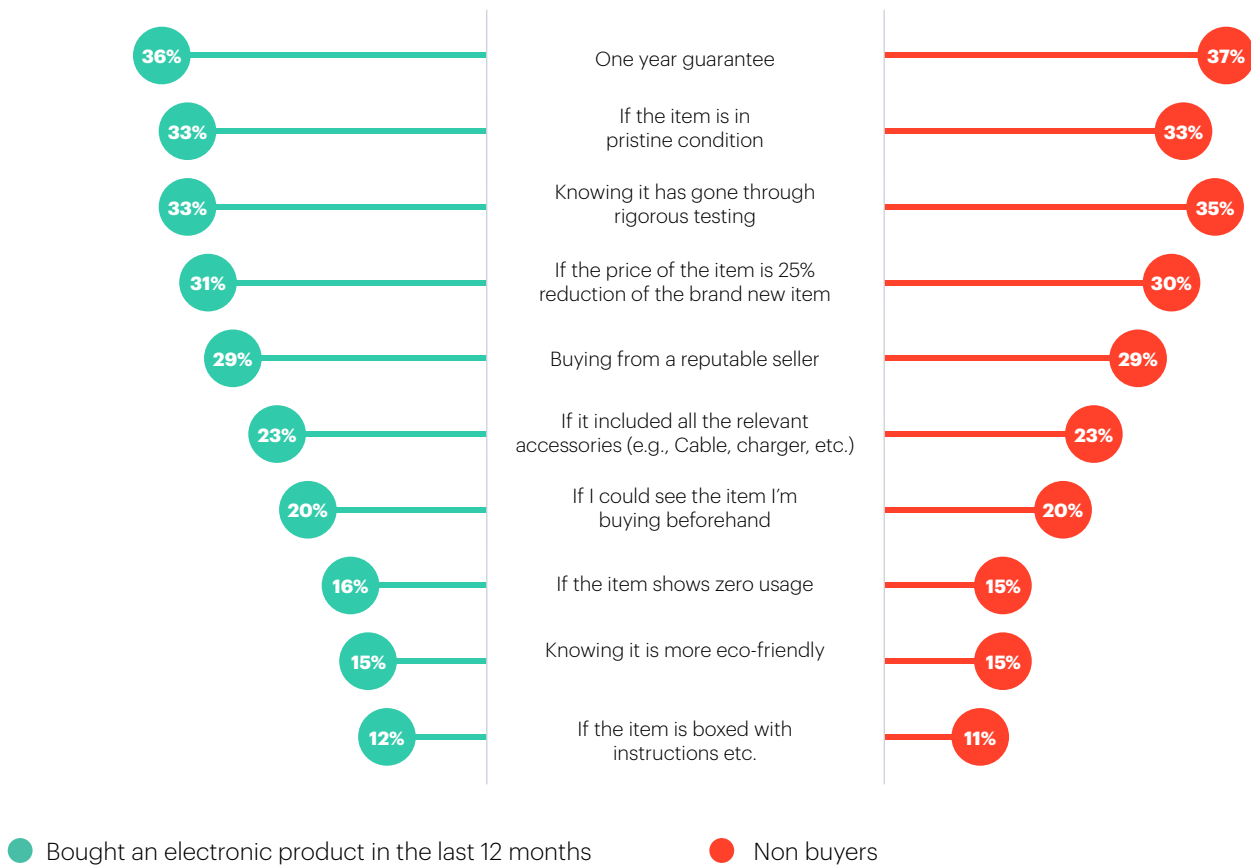 36%
One year guarantee
37%
33%
If the item is in
pristine condition
33%
33%
Knowing it has gone through
rigorous testing
35%
31%
If the price of the item is 25%
reduction of the brand new item
30%
29%
Buying from a reputable seller
29%
23%
If it included all the relevant
accessories (e.g., Cable, charger, etc.)
23%
20%
If I could see the item I’m
buying beforehand
20%
16%
If the item shows zero usage
15%
15%
Knowing it is more eco-friendly
15%
12%
If the item is boxed with
instructions etc.
11%
Bought an electronic product in the last 12 months
Non buyers